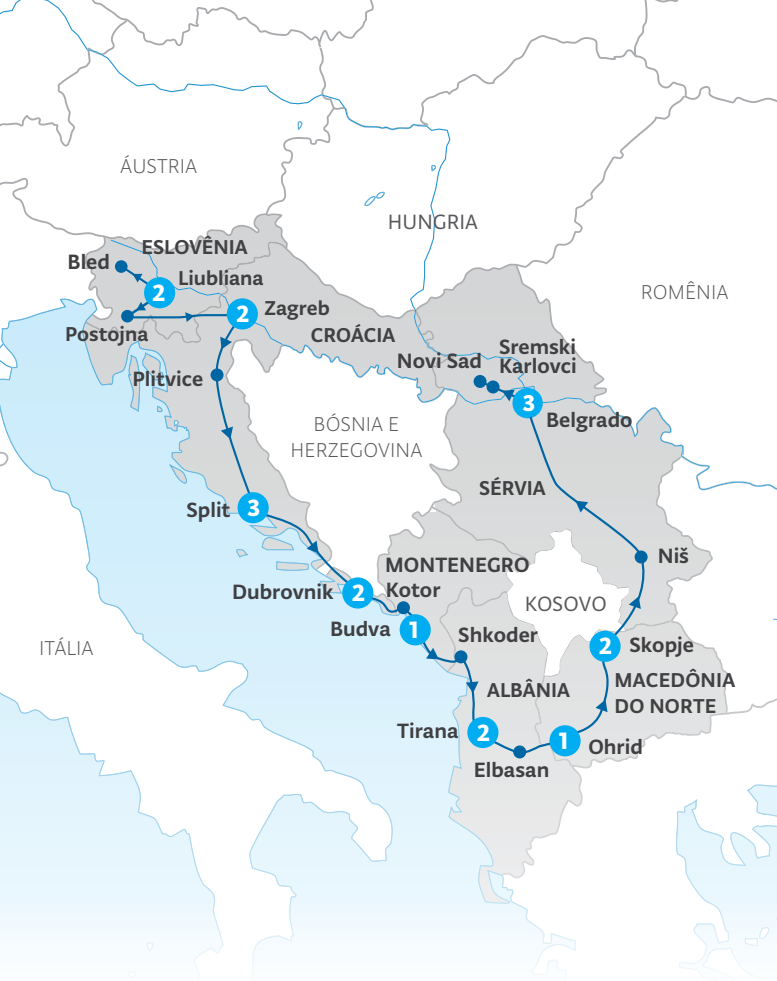 ÁUSTRIA
HUNGRIA
ESLOVÊNIA
Bled
Liubliana
2
ROMÊNIA
Zagreb
2
Postojna
CROÁCIA
Sremski
Karlovci
Novi Sad
Plitvice
3
Belgrado
BÓSNIA E
HERZEGOVINA
SÉRVIA
Split
3
Niš
MONTENEGRO
Kotor
Dubrovnik
2
KOSOVO
Budva
1
Shkoder
2
Skopje
ITÁLIA
ALBÂNIA
MACEDÔNIA
DO NORTE
Tirana
2
1
Ohrid
Elbasan